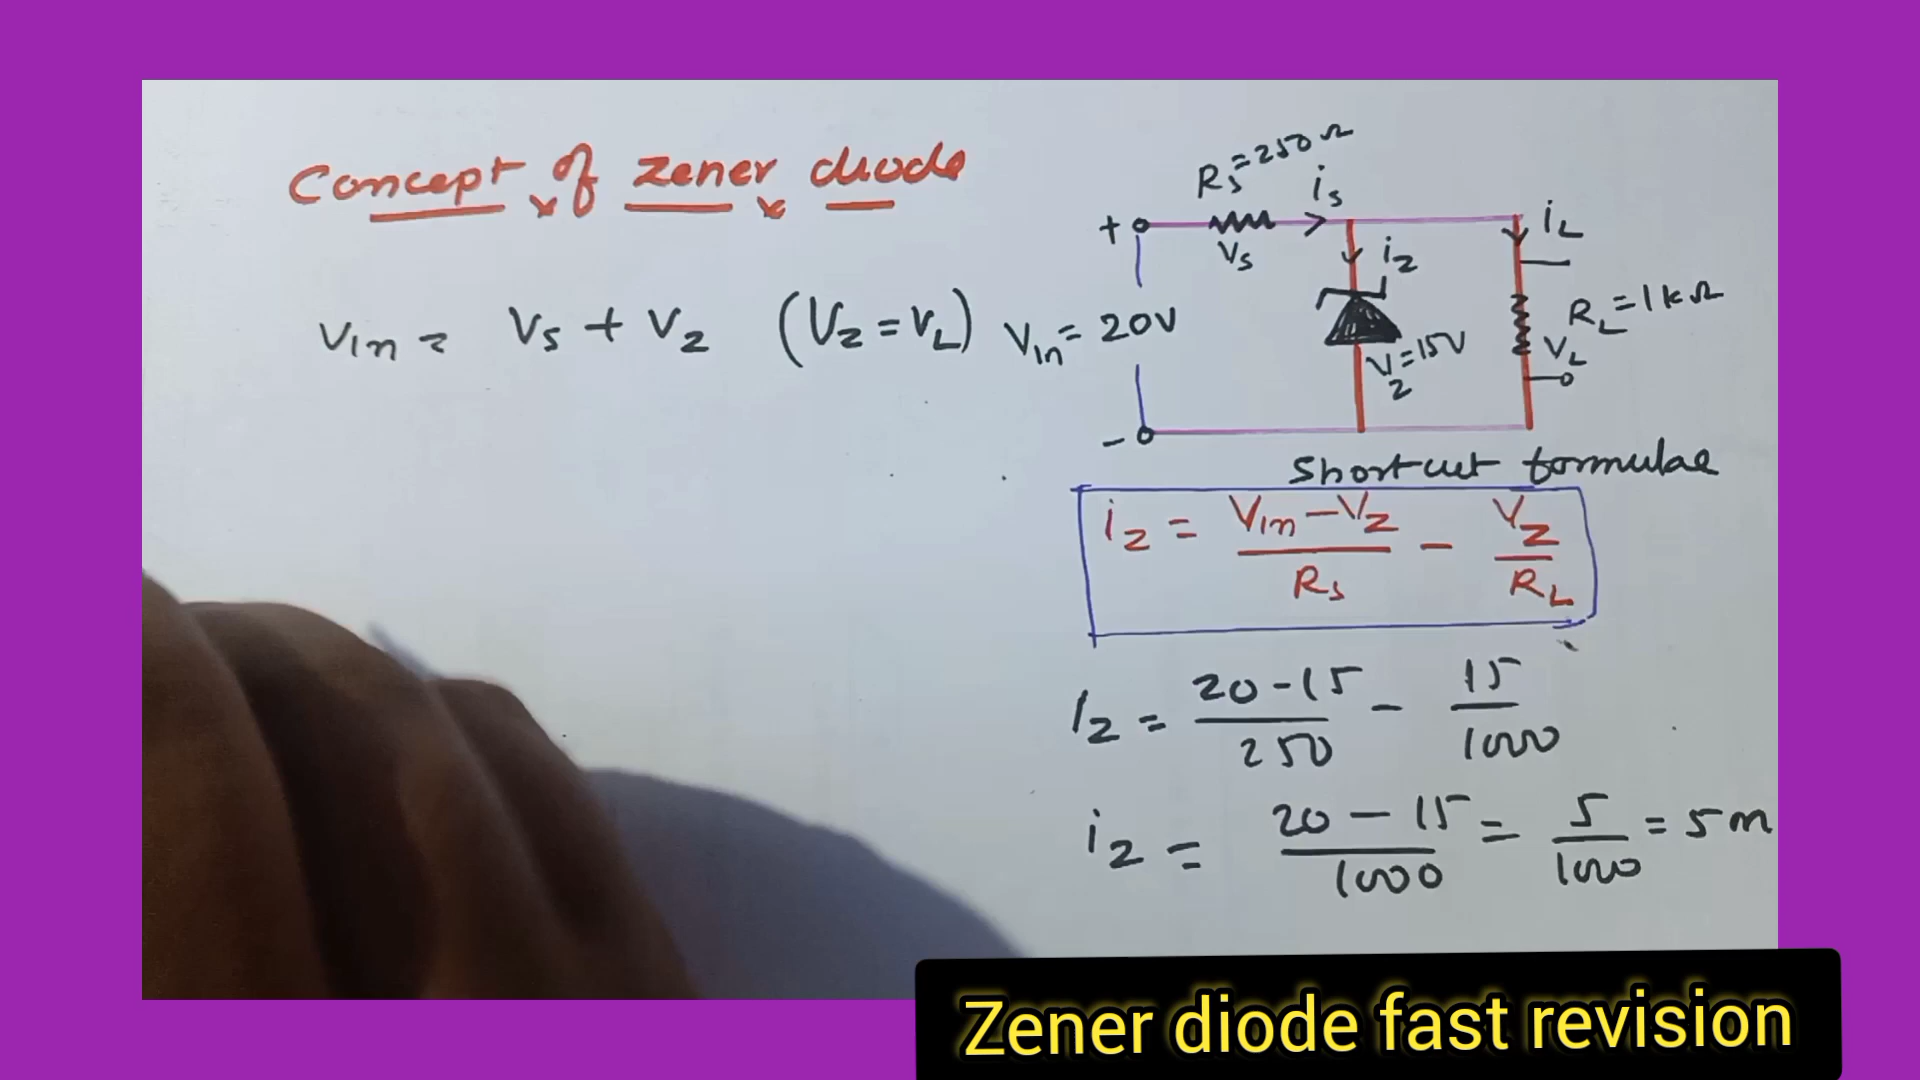 Concept of zener diode
Vin = Vs + Vz (Vz = VL)
Rs = 250 Ω
is
+
Vs
iz
iL
Vin = 20V
Vz = 15V
RL = 1kΩ
VL
-
Shortcut formulae
iz = Vin - Vz / Rs - Vz / RL
Iz = 20 - 15 / 250 - 15 / 1000
iz = 20 - 15 / 1000 = 5 / 1000 = 5m
Zener diode fast revision